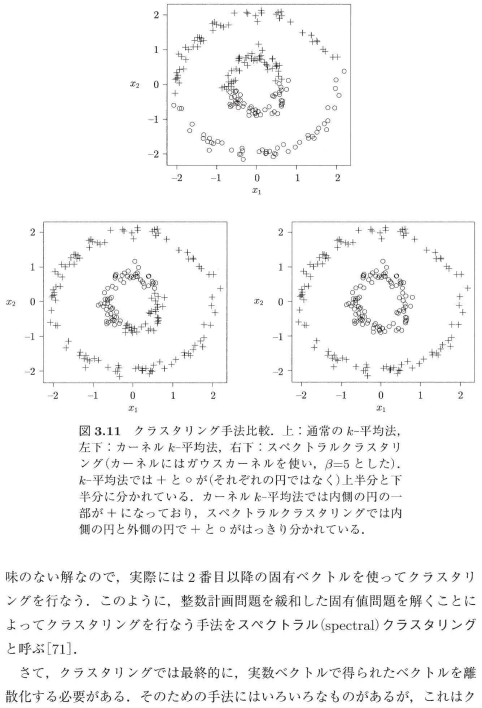 2
1
x2
0
−1
−2
−2 −1 0 1 2
x1
2
1
x2
0
−1
−2
−2 −1 0 1 2
x1
2
1
x2
0
−1
−2
−2 −1 0 1 2
x1
図 3.11 クラスタリング手法比較．上：通常の k–平均法，
左下：カーネル k–平均法，右下：スペクトラルクラスタリ
ング(カーネルにはガウスカーネルを使い，β=5 とした)．
k–平均法では + と ○ が(それぞれの円ではなく)上半分と下
半分に分かれている．カーネル k–平均法では内側の円の一
部が + になっており，スペクトラルクラスタリングでは内
側の円と外側の円で + と ○ がはっきり分かれている．
味のない解なので，実際には 2 番目以降の固有ベクトルを使ってクラスタリ
ングを行なう．このように，整数計画問題を緩和した固有値問題を解くことに
よってクラスタリングを行なう手法をスペクトラル(spectral)クラスタリング
と呼ぶ[71]．
さて，クラスタリングでは最終的に，実数ベクトルで得られたベクトルを離
散化する必要がある．そのための手法にはいろいろなものがあるが，これはク